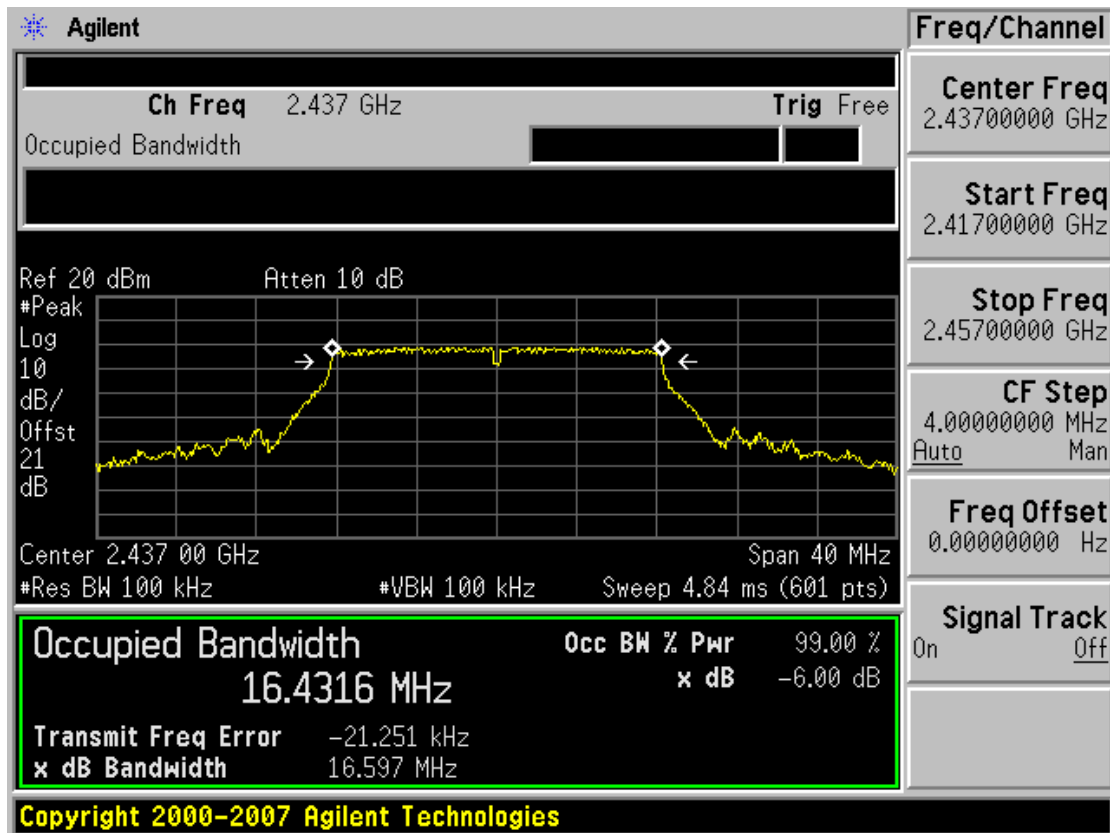 Agilent
Freq/Channel
Ch Freq 2.437 GHz Trig Free
Occupied Bandwidth
Center Freq
2.43700000 GHz
Start Freq
2.41700000 GHz
Stop Freq
2.45700000 GHz
CF Step
4.00000000 MHz
Auto Man
Freq Offset
0.00000000 Hz
Signal Track
On Off
Ref 20 dBm Atten 10 dB
#Peak
Log
10
dB/
Offst
21
dB
Center 2.437 00 GHz Span 40 MHz
#Res BW 100 kHz #VBW 100 kHz Sweep 4.84 ms (601 pts)
Occupied Bandwidth Occ BW % Pwr 99.00 %
16.4316 MHz x dB -6.00 dB
Transmit Freq Error -21.251 kHz
x dB Bandwidth 16.597 MHz
Copyright 2000-2007 Agilent Technologies